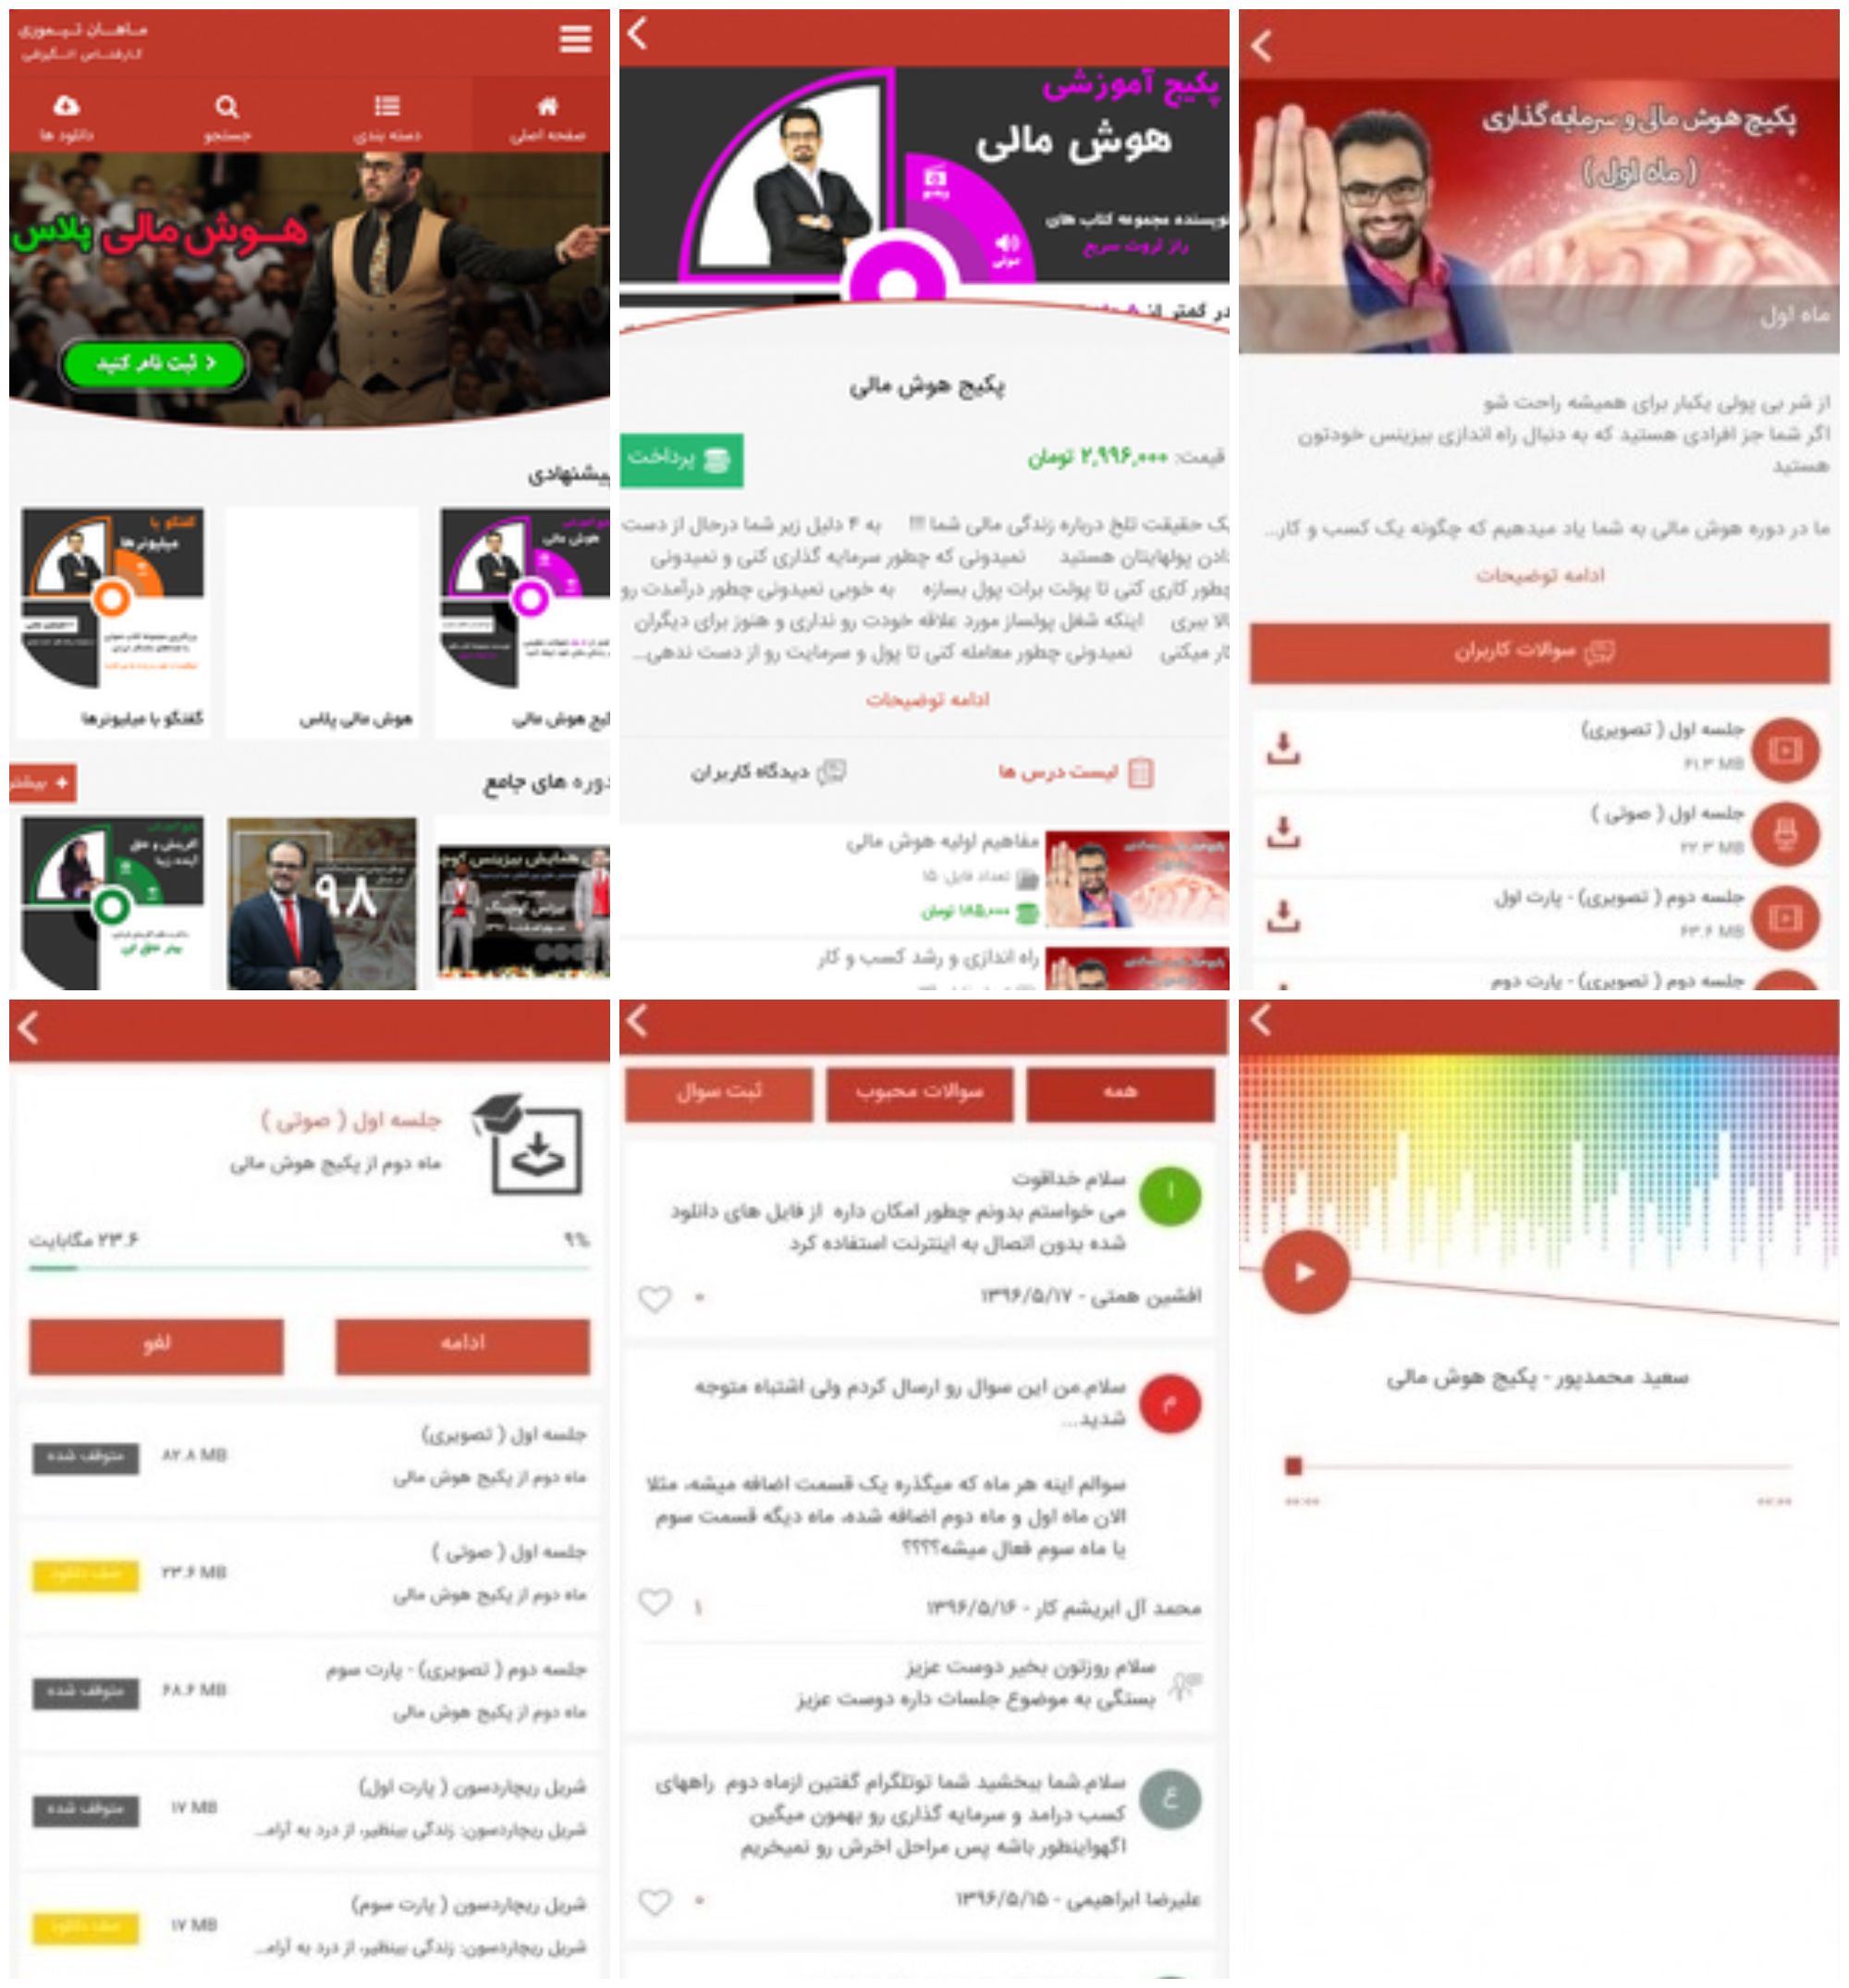 ماهان تیموری
کارشناس انگیزشی
صفحه اصلی
دسته بندی
جستجو
دانلود ها
هوش مالی پلاس
ثبت نام کنید
پیشنهادی
گفتگو با
میلیونرها
هوش مالی
هوش مالی
هوش مالی پلاس
گفتگو با میلیونرها
دوره های جامع
بیشتر
۹۸
پکیج آموزشی
هوش مالی
ویدیو
صوتی
نویسنده مجموعه کتاب های
راز ثروت سریع
در کمتر از
پکیج هوش مالی
قیمت: ۲,۹۹۶,۰۰۰ تومان
پرداخت
یک حقیقت تلخ درباره زندگی مالی شما !!! به ۴ دلیل زیر شما درحال از دست
دادن پولهایتان هستید نمیدونی که چطور سرمایه گذاری کنی و نمیدونی
چطور کاری کنی تا پولت برات پول بسازه به خوبی نمیدونی چطور درآمدت رو
بالا ببری اینکه شغل پولساز مورد علاقه خودت رو نداری و هنوز برای دیگران
کار میکنی نمیدونی چطور معامله کنی تا پول و سرمایت رو از دست ندهی...
ادامه توضیحات
لیست درس ها
دیدگاه کاربران
مفاهیم اولیه هوش مالی
تعداد فایل: ۱۵
۱۸۵,۰۰۰ تومان
راه اندازی و رشد کسب و کار
پکیج هوش مالی و سرمایه گذاری
( ماه اول )
ماه اول
از شر بی پولی یکبار برای همیشه راحت شو
اگر شما جز افرادی هستید که به دنبال راه اندازی بیزینس خودتون
هستید
ما در دوره هوش مالی به شما یاد میدهیم که چگونه یک کسب و کار...
ادامه توضیحات
سوالات کاربران
جلسه اول ( تصویری)
۶۱.۳ MB
جلسه اول ( صوتی )
۲۲.۳ MB
جلسه دوم ( تصویری) - پارت اول
۶۳.۶ MB
جلسه دوم ( تصویری) - پارت دوم
جلسه اول ( صوتی )
ماه دوم از پکیج هوش مالی
۹%
۲۳.۶ مگابایت
ادامه
لغو
جلسه اول ( تصویری)
ماه دوم از پکیج هوش مالی
۸۲.۸ MB
متوقف شده
جلسه اول ( صوتی )
ماه دوم از پکیج هوش مالی
۲۳.۶ MB
صف دانلود
جلسه دوم ( تصویری) - پارت سوم
ماه دوم از پکیج هوش مالی
۶۸.۶ MB
متوقف شده
شریل ریچاردسون ( پارت اول)
شریل ریچاردسون: زندگی بینظیر، از درد به آرام...
۱۷ MB
متوقف شده
شریل ریچاردسون ( پارت سوم)
شریل ریچاردسون: زندگی بینظیر، از درد به آرام...
۱۷ MB
صف دانلود
همه
سوالات محبوب
ثبت سوال
ا
سلام خداقوت
می خواستم بدونم چطور امکان داره از فایل های دانلود
شده بدون اتصال به اینترنت استفاده کرد
افشین همتی - ۱۳۹۶/۵/۱۷
۰
م
سلام.من این سوال رو ارسال کردم ولی اشتباه متوجه
شدید...
سوالم اینه هر ماه که میگذره یک قسمت اضافه میشه، مثلا
الان ماه اول و ماه دوم اضافه شده، ماه دیگه قسمت سوم
یا ماه سوم فعال میشه؟؟؟؟
محمد آل ابریشم کار - ۱۳۹۶/۵/۱۶
۱
سلام روزتون بخیر دوست عزیز
بستگی به موضوع جلسات داره دوست عزیز
ع
سلام.شما ببخشید شما توتلگرام گفتین ازماه دوم راههای
کسب درامد و سرمایه گذاری رو بهمون میگین
اگهواینطور باشه پس مراحل اخرش رو نمیخریم
علیرضا ابراهیمی - ۱۳۹۶/۵/۱۵
۰
سعید محمدپور - پکیج هوش مالی
۰۰:۰۰
۰۰:۰۰